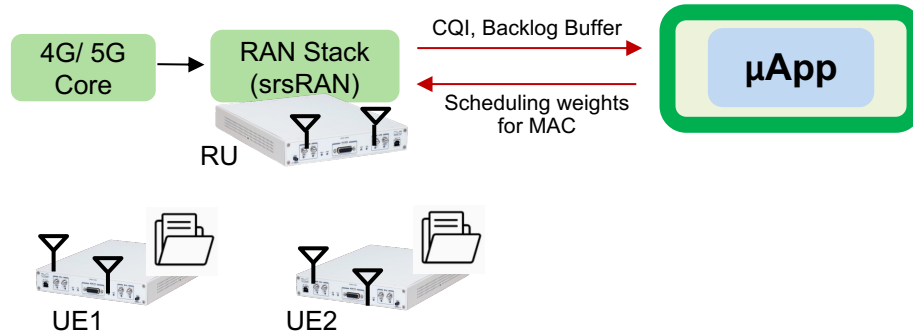 4G/ 5G
Core
RAN Stack
(srsRAN)
CQI, Backlog Buffer
Scheduling weights
for MAC
µApp
RU
UE1
UE2